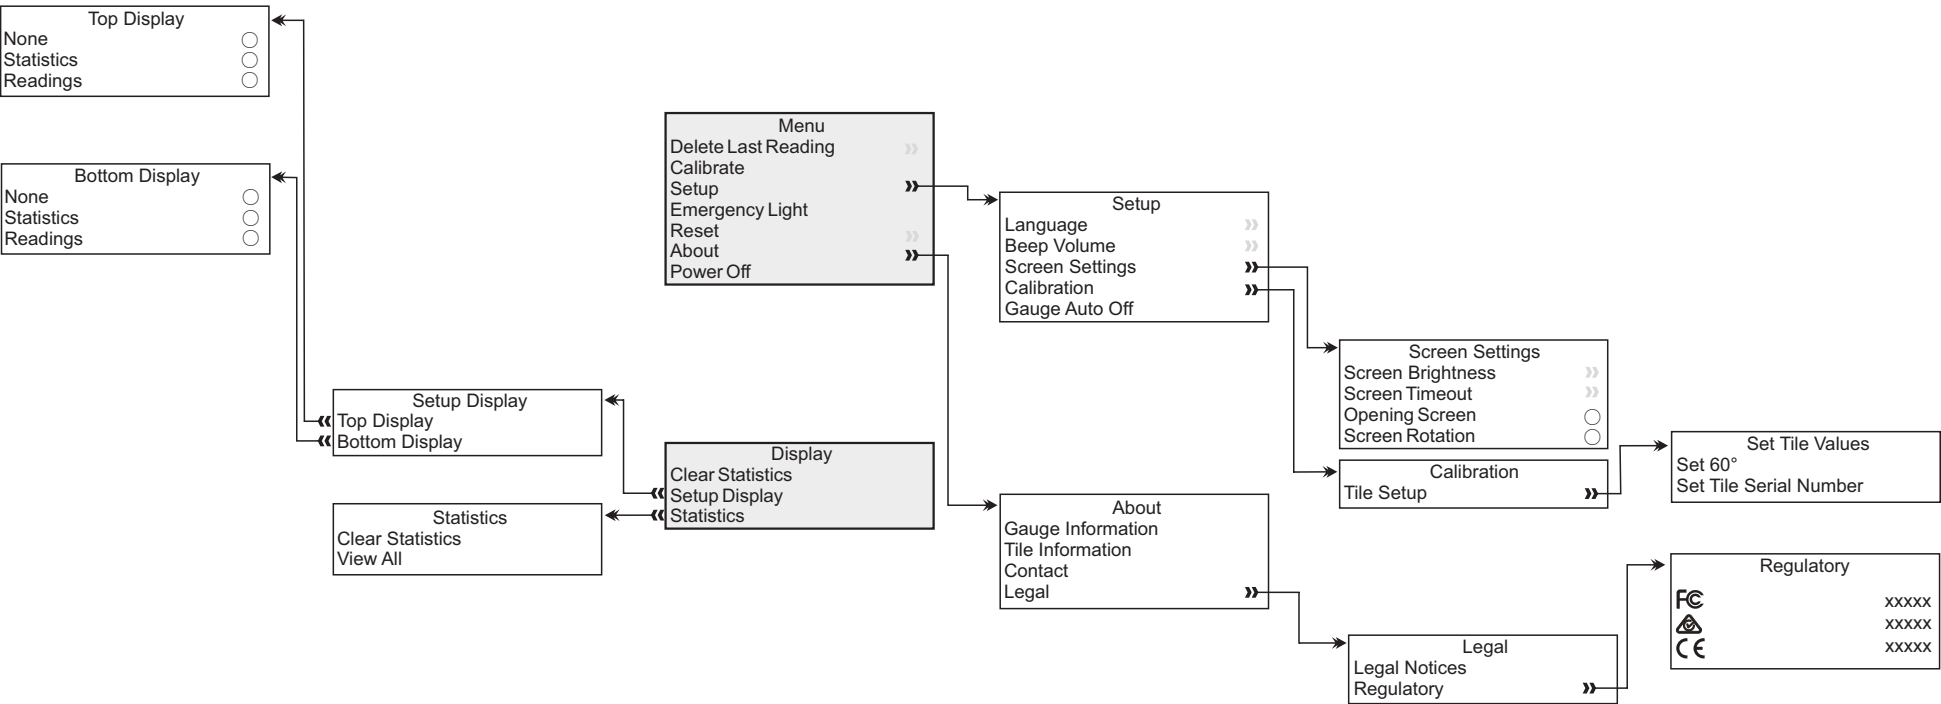 Top Display
None
Statistics
Readings
Bottom Display
None
Statistics
Readings
Menu
Delete Last Reading
Calibrate
Setup
Emergency Light
Reset
About
Power Off
Setup
Language
Beep Volume
Screen Settings
Calibration
Gauge Auto Off
Screen Settings
Screen Brightness
Screen Timeout
Opening Screen
Screen Rotation
Setup Display
Top Display
Bottom Display
Display
Clear Statistics
Setup Display
Statistics
Statistics
Clear Statistics
View All
Calibration
Tile Setup
Set Tile Values
Set 60°
Set Tile Serial Number
About
Gauge Information
Tile Information
Contact
Legal
Legal
Legal Notices
Regulatory
Regulatory
FC xxxxx
xxxxx
CE xxxxx